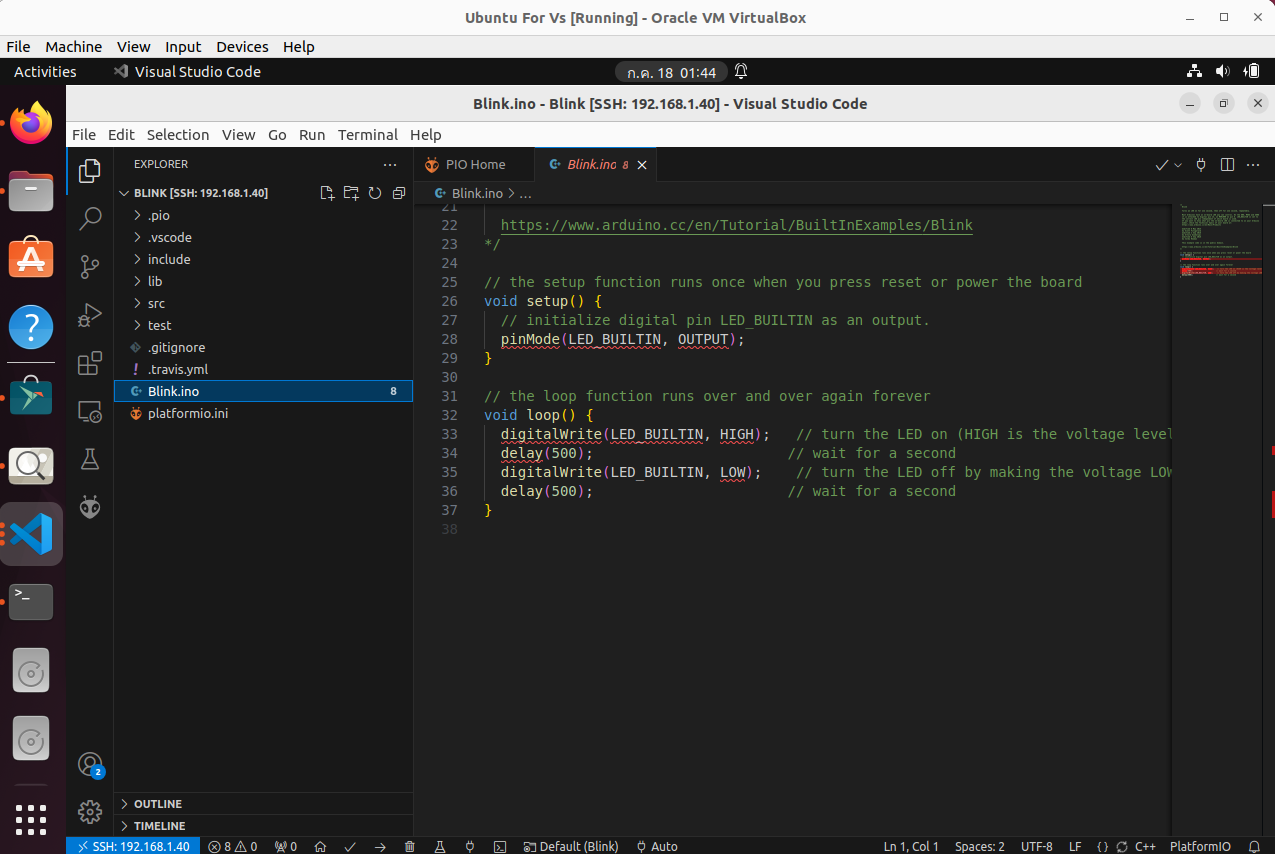 Ubuntu For Vs [Running] - Oracle VM VirtualBox
File Machine View Input Devices Help
Activities Visual Studio Code ก.ค. 18 01:44
Blink.ino - Blink [SSH: 192.168.1.40] - Visual Studio Code
File Edit Selection View Go Run Terminal Help
EXPLORER
BLINK [SSH: 192.168.1.40]
.pio
.vscode
include
lib
src
test
.gitignore
.travis.yml
Blink.ino 8
platformio.ini
OUTLINE
TIMELINE
2
PIO Home Blink.ino 8
Blink.ino > ...
21
22 https://www.arduino.cc/en/Tutorial/BuiltInExamples/Blink
23 */
24
25 // the setup function runs once when you press reset or power the board
26 void setup() {
27 // initialize digital pin LED_BUILTIN as an output.
28 pinMode(LED_BUILTIN, OUTPUT);
29 }
30
31 // the loop function runs over and over again forever
32 void loop() {
33 digitalWrite(LED_BUILTIN, HIGH); // turn the LED on (HIGH is the voltage level
34 delay(500); // wait for a second
35 digitalWrite(LED_BUILTIN, LOW); // turn the LED off by making the voltage LOW
36 delay(500); // wait for a second
37 }
38
SSH: 192.168.1.40 8 0 0 Default (Blink) Auto Ln 1, Col 1 Spaces: 2 UTF-8 LF {} C++ PlatformIO